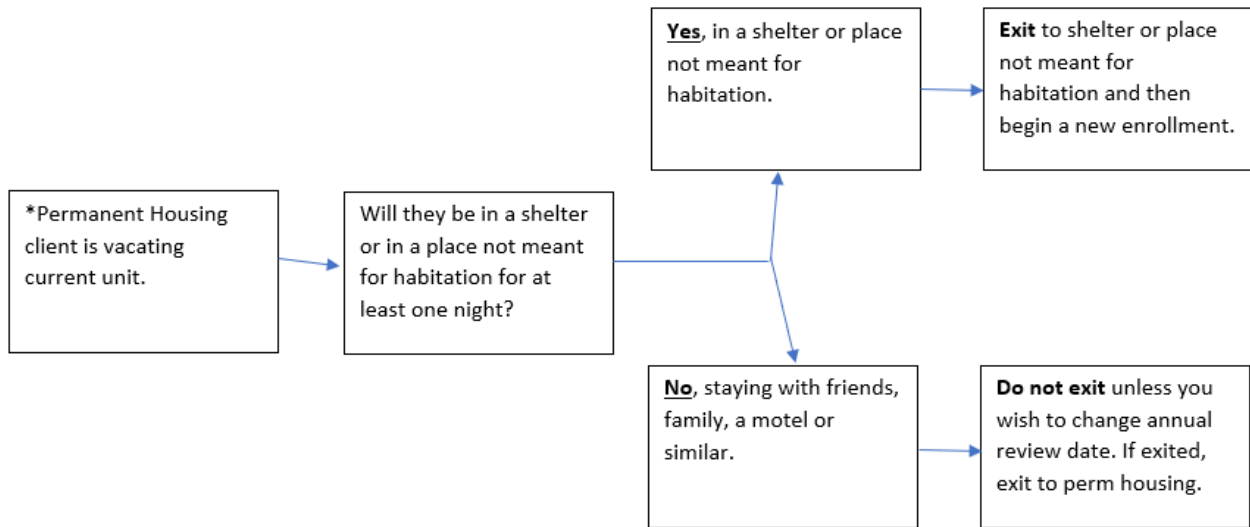 *Permanent Housing
client is vacating
current unit.
Will they be in a shelter
or in a place not meant
for habitation for at
least one night?
Yes, in a shelter or place
not meant for
habitation.
Exit to shelter or place
not meant for
habitation and then
begin a new enrollment.
No, staying with friends,
family, a motel or
similar.
Do not exit unless you
wish to change annual
review date. If exited,
exit to perm housing.